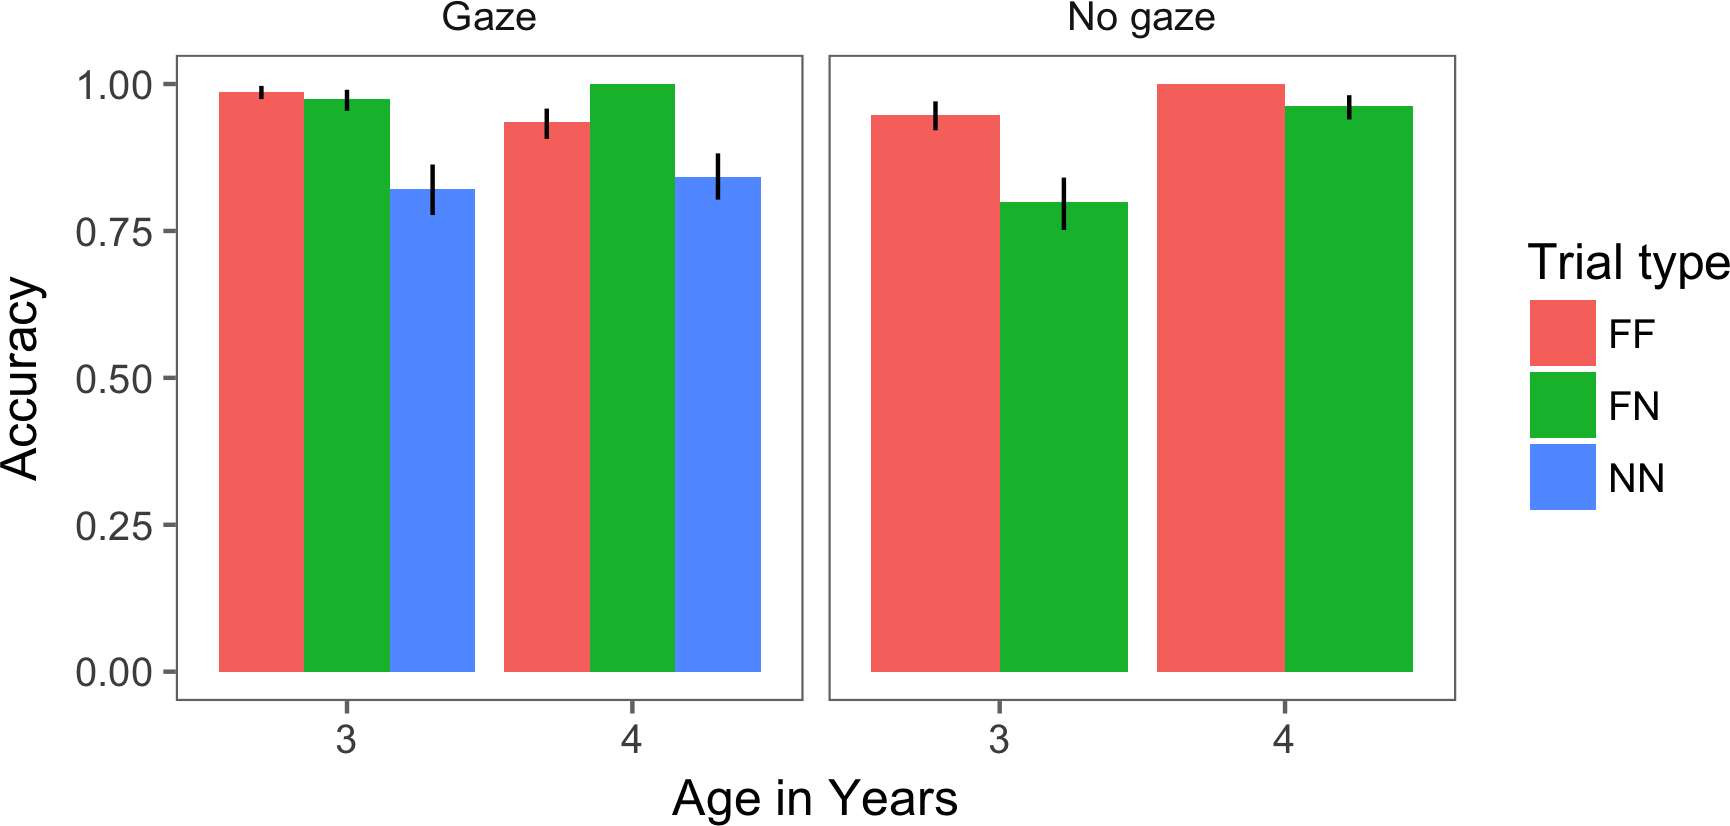 Gaze
No gaze
1.00
0.75
0.50
0.25
0.00
Accuracy
3
4
3
4
Age in Years
Trial type
FF
FN
NN